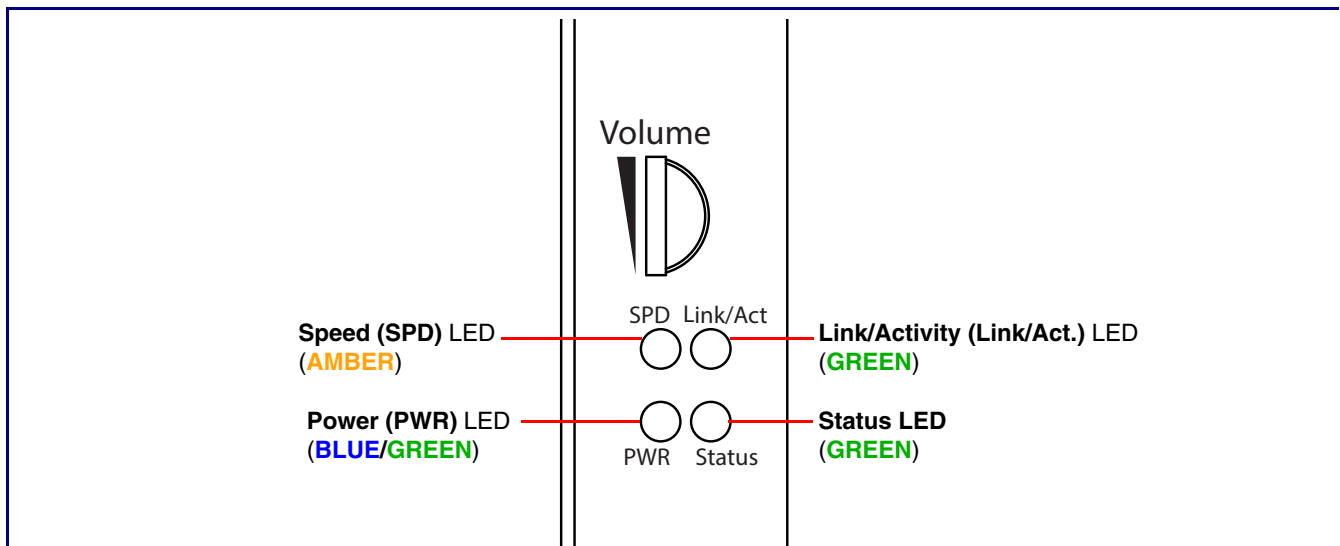 Volume
SPD Link/Act
Speed (SPD) LED
(AMBER)
Link/Activity (Link/Act.) LED
(GREEN)
Power (PWR) LED
(BLUE/GREEN)
Status LED
(GREEN)
PWR Status